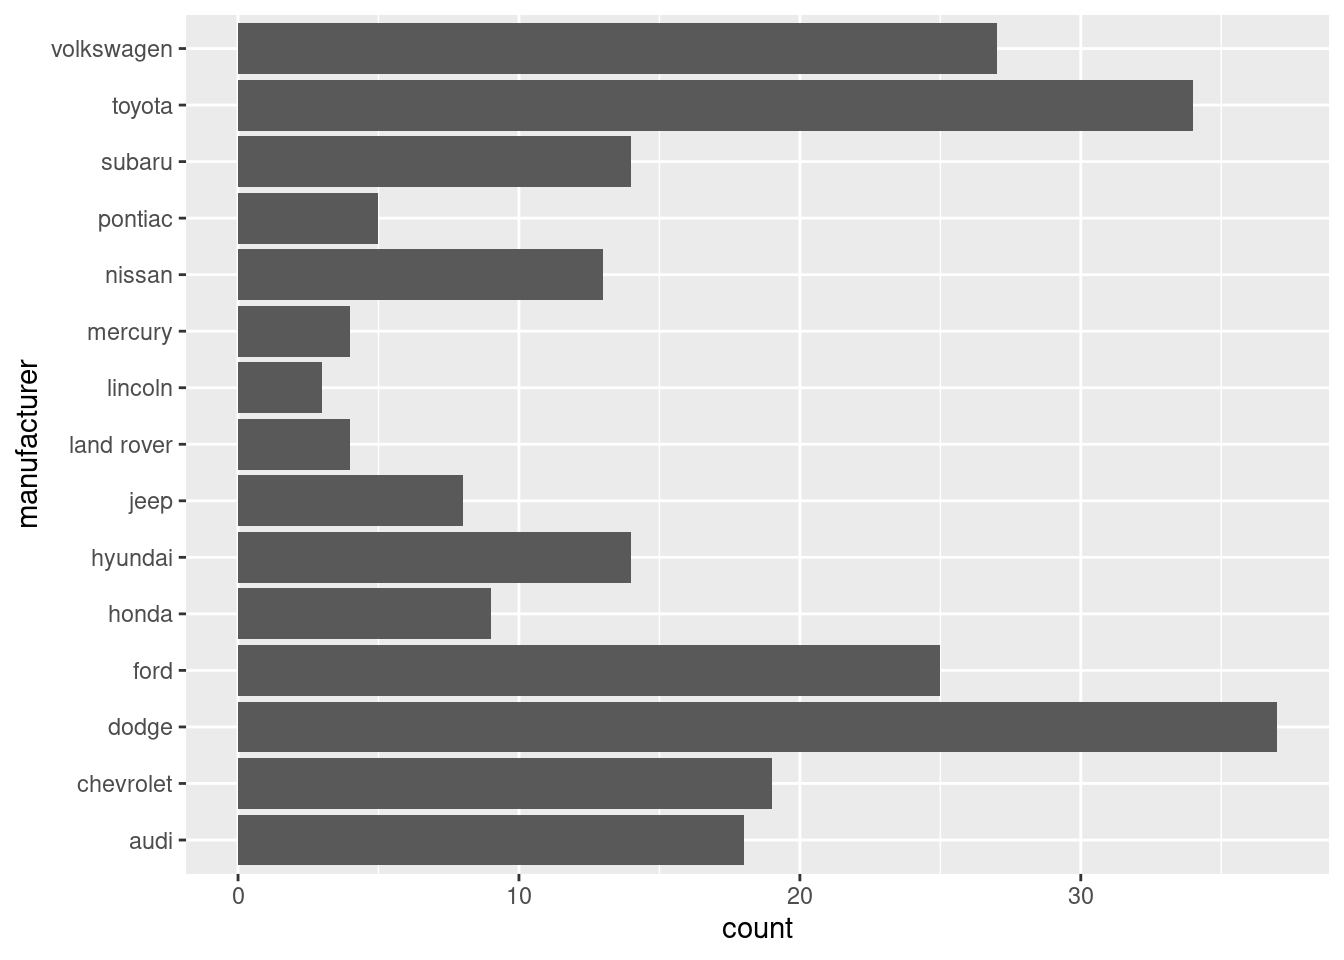 volkswagen
toyota
subaru
pontiac
nissan
mercury
lincoln
land rover
jeep
hyundai
honda
ford
dodge
chevrolet
audi
manufacturer
0 10 20 30
count